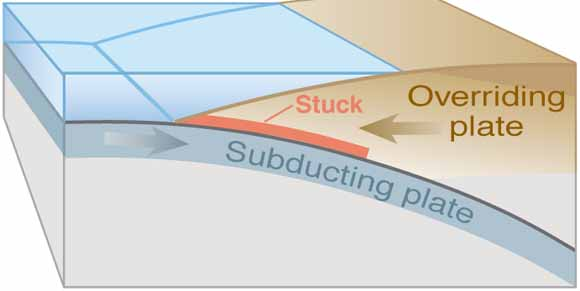 Stuck
Overriding
plate
Subducting plate